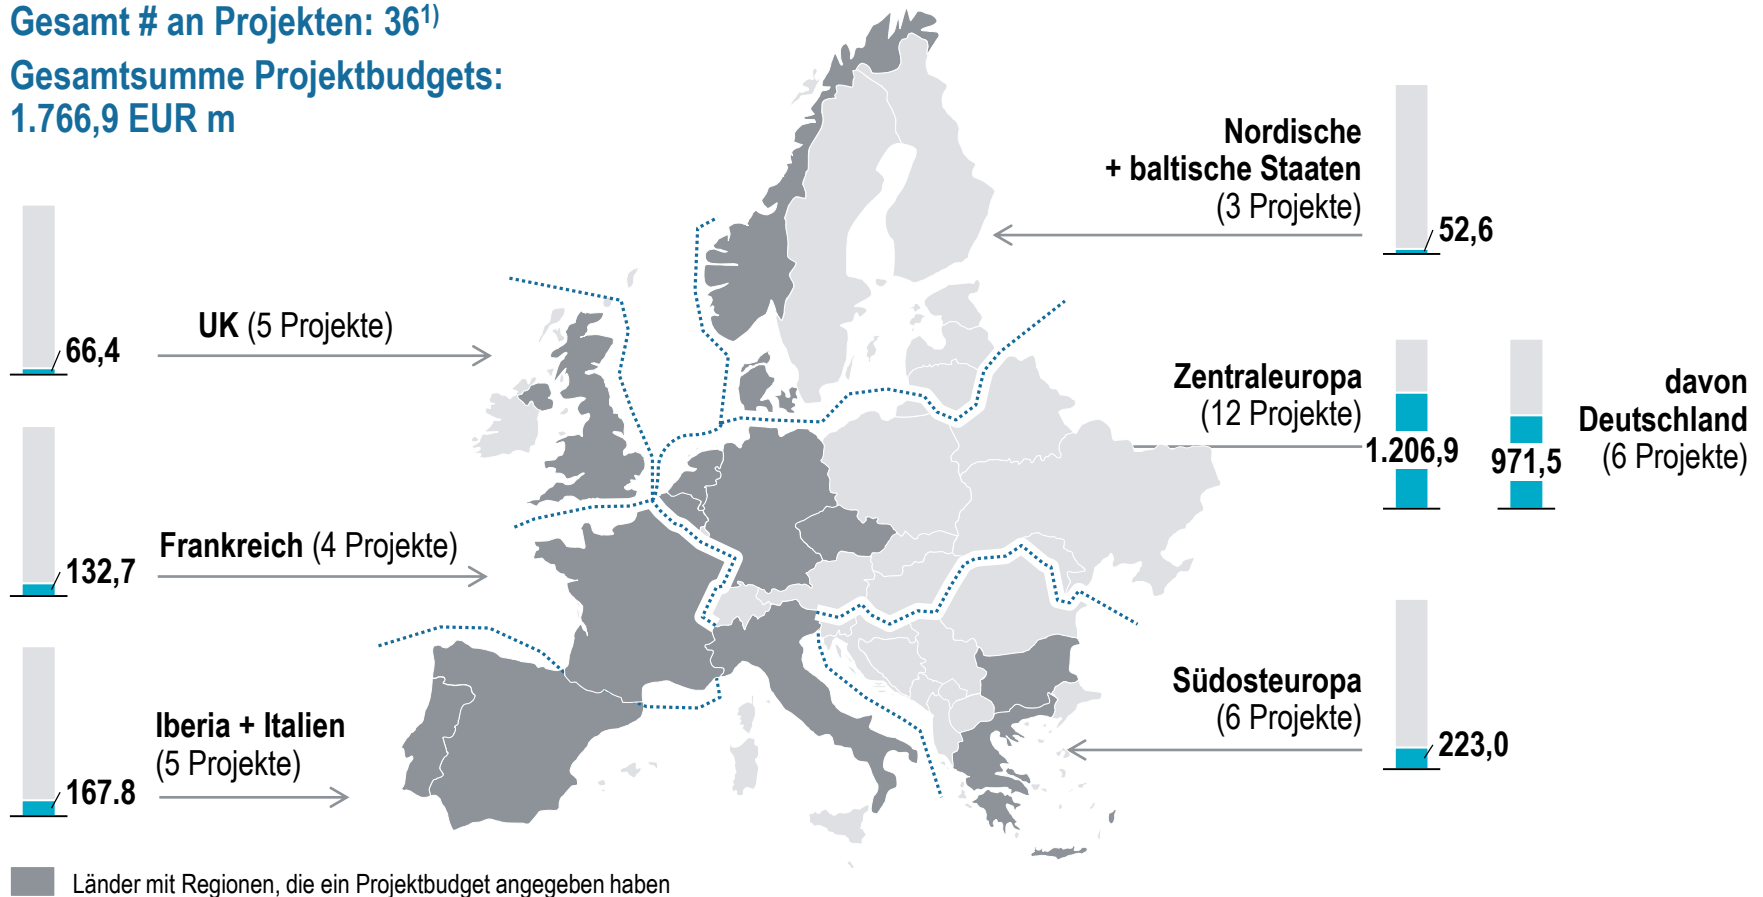 Gesamt # an Projekten: 36¹⁾
Gesamtsumme Projektbudgets:
1.766,9 EUR m
66,4
UK (5 Projekte)
132,7
Frankreich (4 Projekte)
167.8
Iberia + Italien
(5 Projekte)
Nordische
+ baltische Staaten
(3 Projekte)
52,6
Zentraleuropa
(12 Projekte)
1.206,9
971,5
davon
Deutschland
(6 Projekte)
Südosteuropa
(6 Projekte)
223,0
Länder mit Regionen, die ein Projektbudget angegeben haben